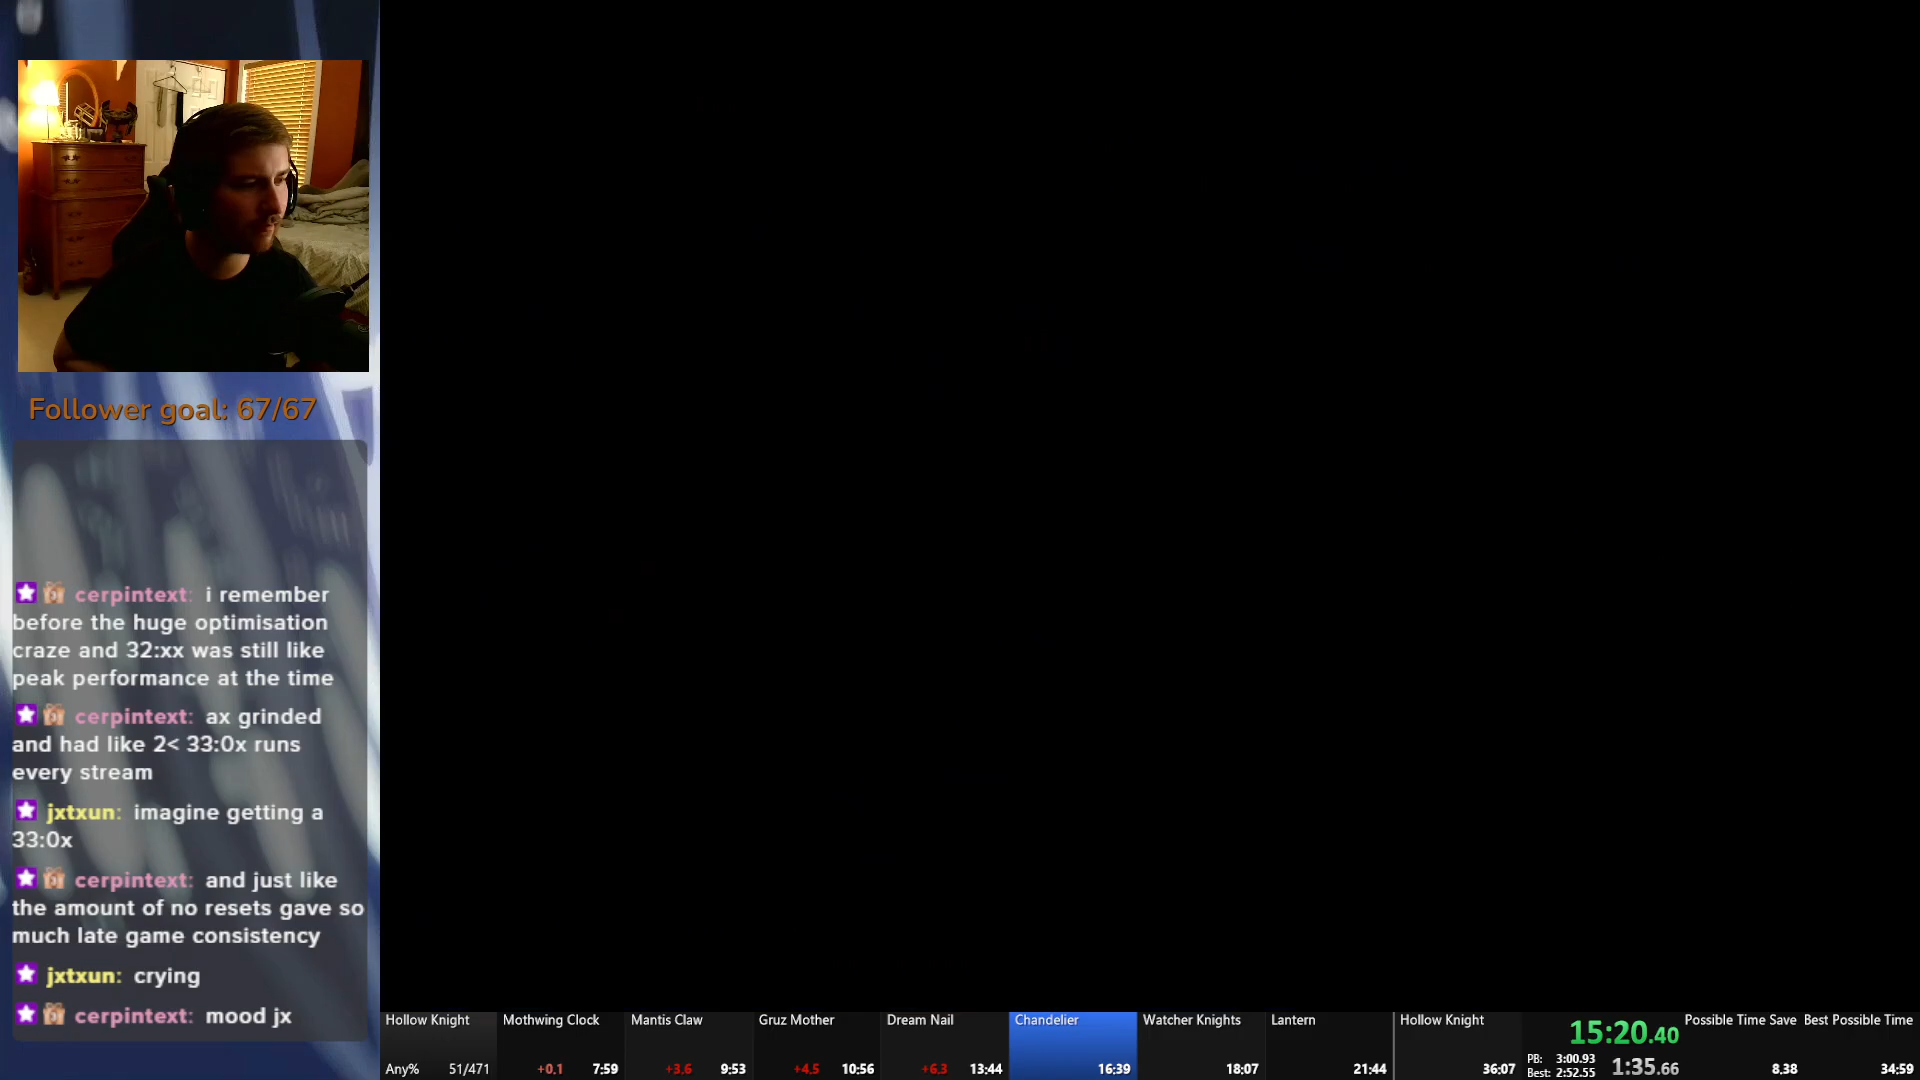 Follower goal: 67/67
cerpintext: i remember
before the huge optimisation
craze and 32:xx was still like
peak performance at the time
cerpintext: ax grinded
and had like 2< 33:0x runs
every stream
jxtxun: imagine getting a
33:0x
cerpintext: and just like
the amount of no resets gave so
much late game consistency
jxtxun: crying
cerpintext: mood jx
Hollow Knight
Any% 51/471
Mothwing Clock
+0.1 7:59
Mantis Claw
+3.6 9:53
Gruz Mother
+4.5 10:56
Dream Nail
+6.3 13:44
Chandelier
16:39
Watcher Knights
18:07
Lantern
21:44
Hollow Knight
36:07
15:20.40
PB: 3:00.93
Best: 2:52.55
1:35.66
Possible Time Save
8.38
Best Possible Time
34:59